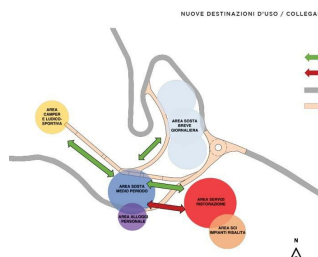 NUOVE DESTINAZIONI D'USO / COLLEGA
AREA
CAMPER
E LUDICO-
SPORTIVA
AREA SOSTA
BREVE
GIORNALIERA
AREA SOSTA
MEDIO PERIODO
AREA SERVIZI
RISTORAZIONE
AREA ALLOGGI
PERSONALE
AREA SCI
IMPIANTI RISALITA
N